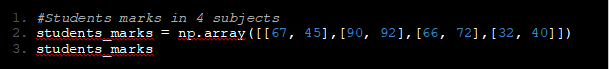 1. #Students marks in 4 subjects
2. students_marks = np.array([[67, 45],[90, 92],[66, 72],[32, 40]])
3. students_marks